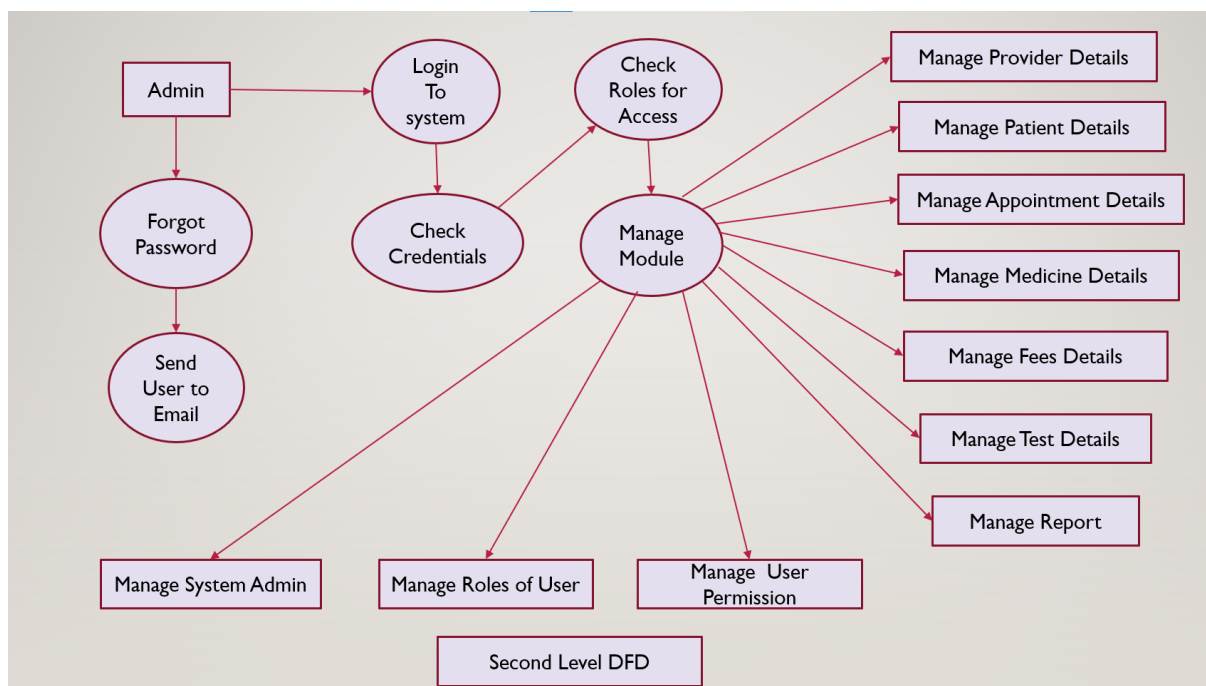 Admin
Login
To
system
Check
Roles for
Access
Manage Provider Details
Manage Patient Details
Manage Appointment Details
Manage Medicine Details
Manage Fees Details
Manage Test Details
Manage Report
Forgot
Password
Check
Credentials
Manage
Module
Send
User to
Email
Manage System Admin
Manage Roles of User
Manage User
Permission
Second Level DFD